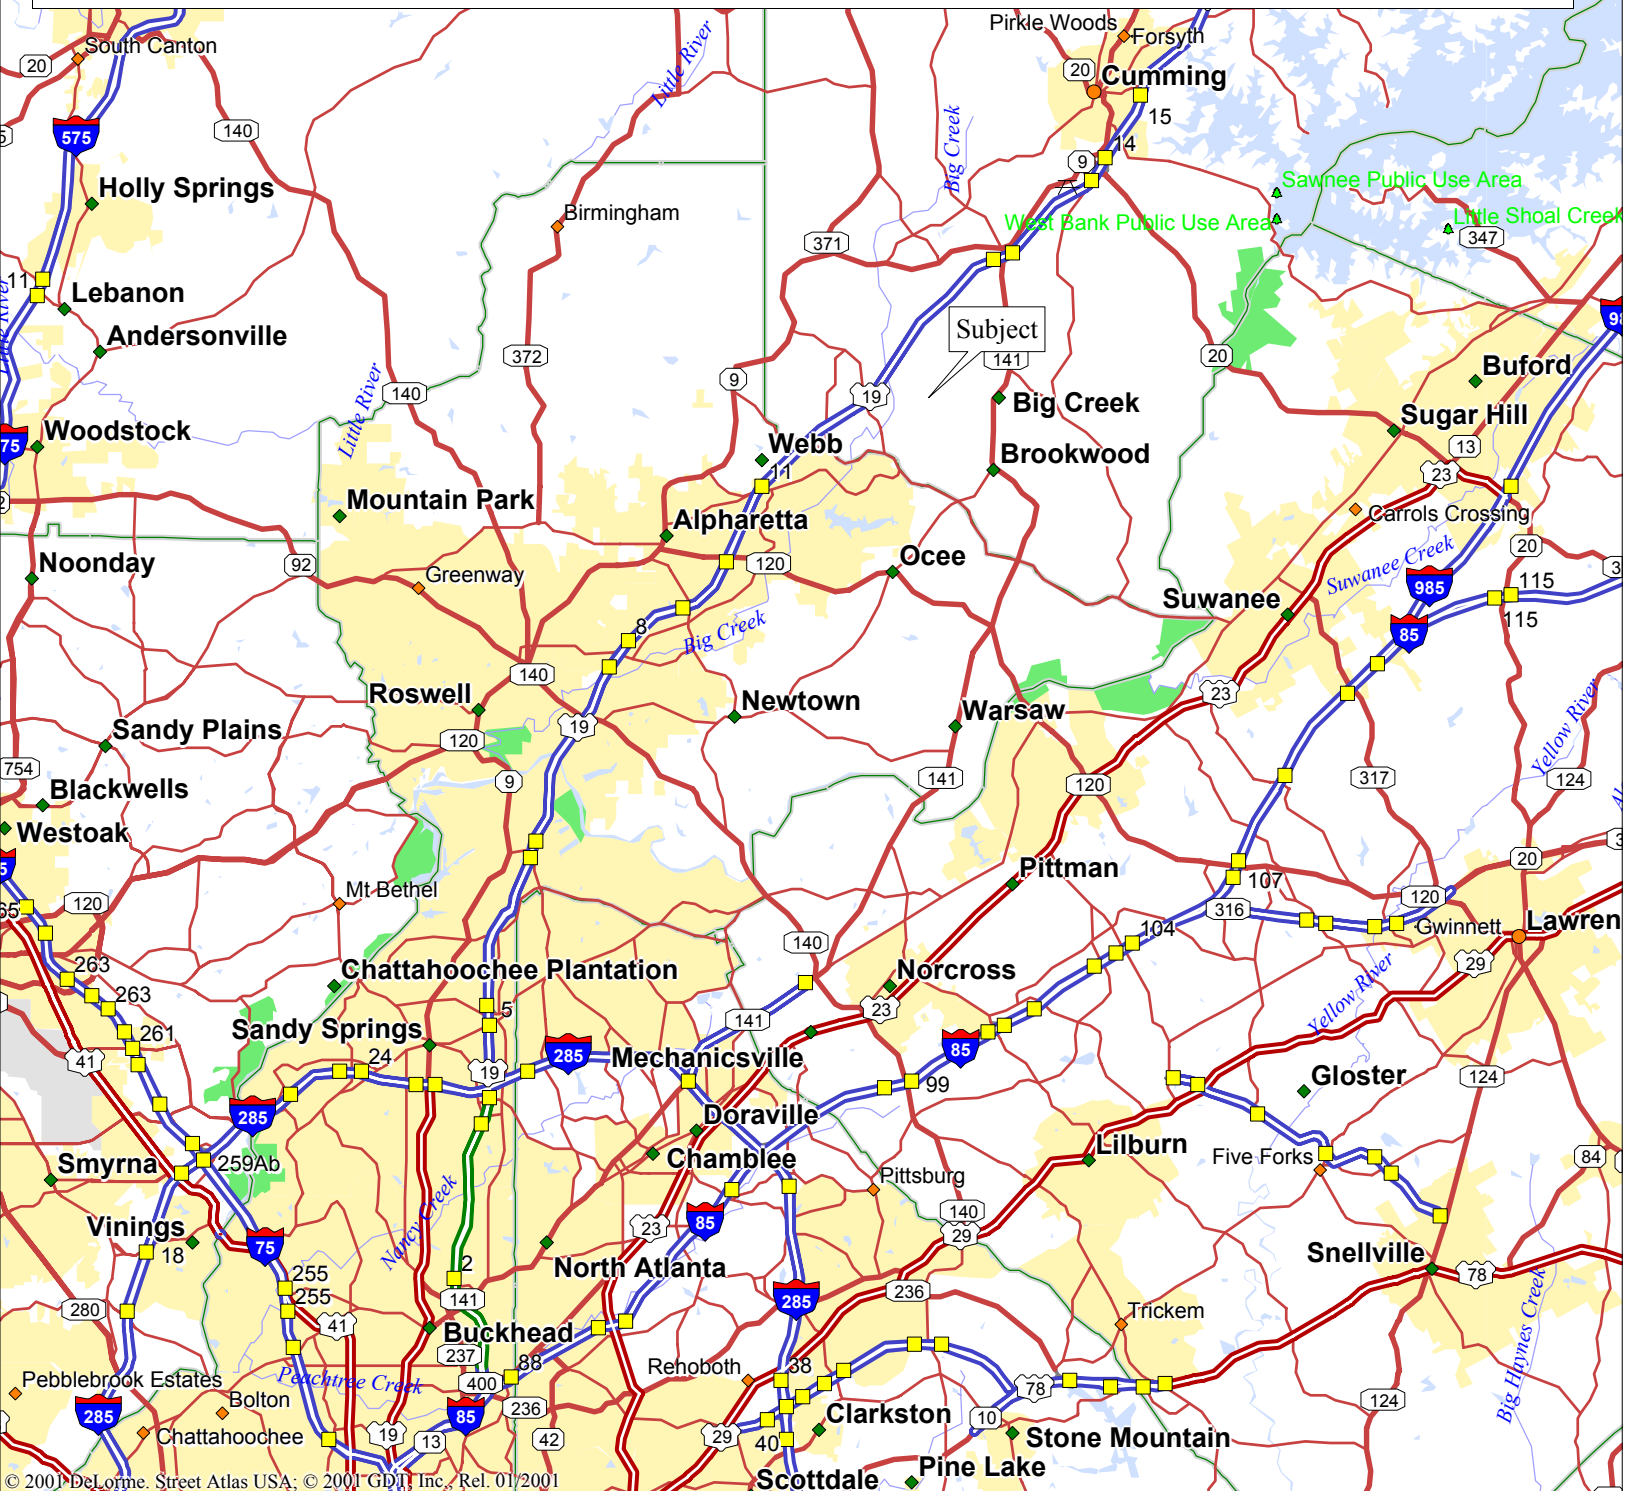 Pirkle Woods
Forsyth
South Canton
20
20
Cumming
15
575
140
14
9
Little River
Big Creek
Holly Springs
Sawnee Public Use Area
Birmingham
West Bank Public Use Area
Little Shoal Creek
347
371
11
Lebanon
Subject
98
Andersonville
372
141
20
Buford
9
140
19
Big Creek
Sugar Hill
Little River
Woodstock
75
Webb
Brookwood
13
11
23
Mountain Park
Alpharetta
Carrols Crossing
Noonday
92
Greenway
120
Ocee
20
Suwanee Creek
985
115
Suwanee
115
85
8
Big Creek
140
Roswell
Newtown
Warsaw
23
19
Sandy Plains
120
Yellow River
754
9
141
120
317
124
Blackwells
Westoak
Pittman
20
107
Mt Bethel
120
120
316
Gwinnett
Lawren
104
140
263
Chattahoochee Plantation
Norcross
29
263
5
23
Yellow River
261
Sandy Springs
141
41
24
285
Mechanicsville
85
19
99
124
Gloster
285
Doraville
Smyrna
259Ab
Chamblee
Lilburn
Five Forks
84
Pittsburg
Nancy Creek
140
Vinings
18
75
23
85
29
Snellville
78
255
2
North Atlanta
255
141
285
236
280
41
Trickem
Buckhead
237
88
Rehoboth
38
Big Haynes Creek
Pebblebrook Estates
Peachtree Creek
400
78
Bolton
285
85
236
Clarkston
10
124
Chattahoochee
19
13
42
29
40
Stone Mountain
Pine Lake
Scottdale
© 2001 DeLorme. Street Atlas USA; © 2001 GDT, Inc., Rel. 01/2001